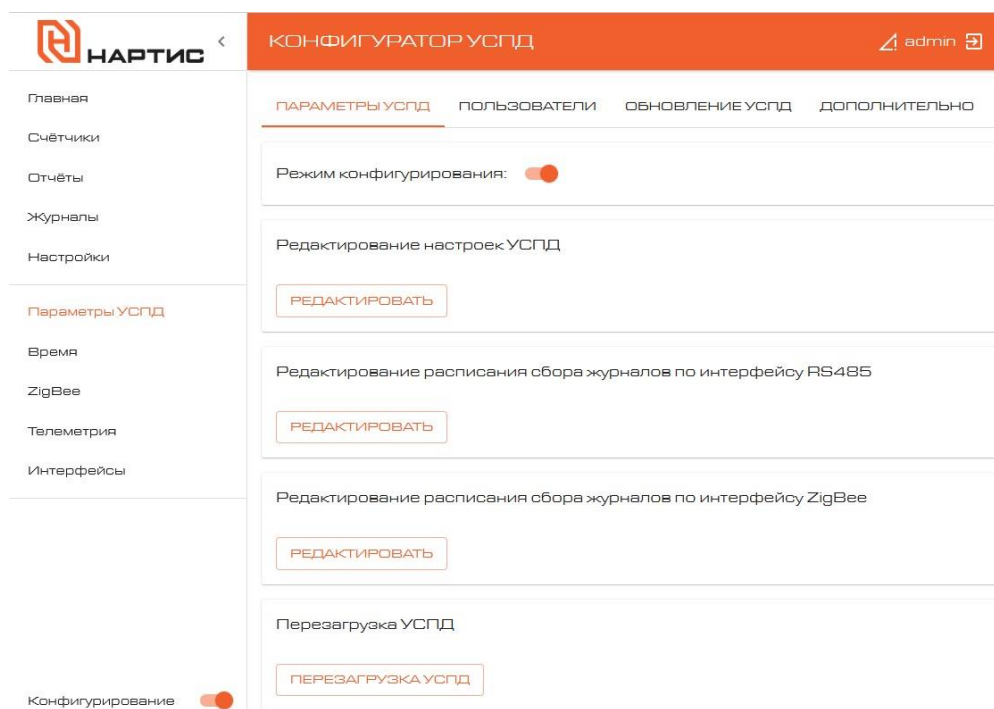 НАРТИС
КОНФИГУРАТОР УСПД
admin
Главная
Счётчики
Отчёты
Журналы
Настройки
Параметры УСПД
Время
ZigBee
Телеметрия
Интерфейсы
Конфигурирование
ПАРАМЕТРЫ УСПД ПОЛЬЗОВАТЕЛИ ОБНОВЛЕНИЕ УСПД ДОПОЛНИТЕЛЬНО
Режим конфигурирования:
Редактирование настроек УСПД
РЕДАКТИРОВАТЬ
Редактирование расписания сбора журналов по интерфейсу RS485
РЕДАКТИРОВАТЬ
Редактирование расписания сбора журналов по интерфейсу ZigBee
РЕДАКТИРОВАТЬ
Перезагрузка УСПД
ПЕРЕЗАГРУЗКА УСПД